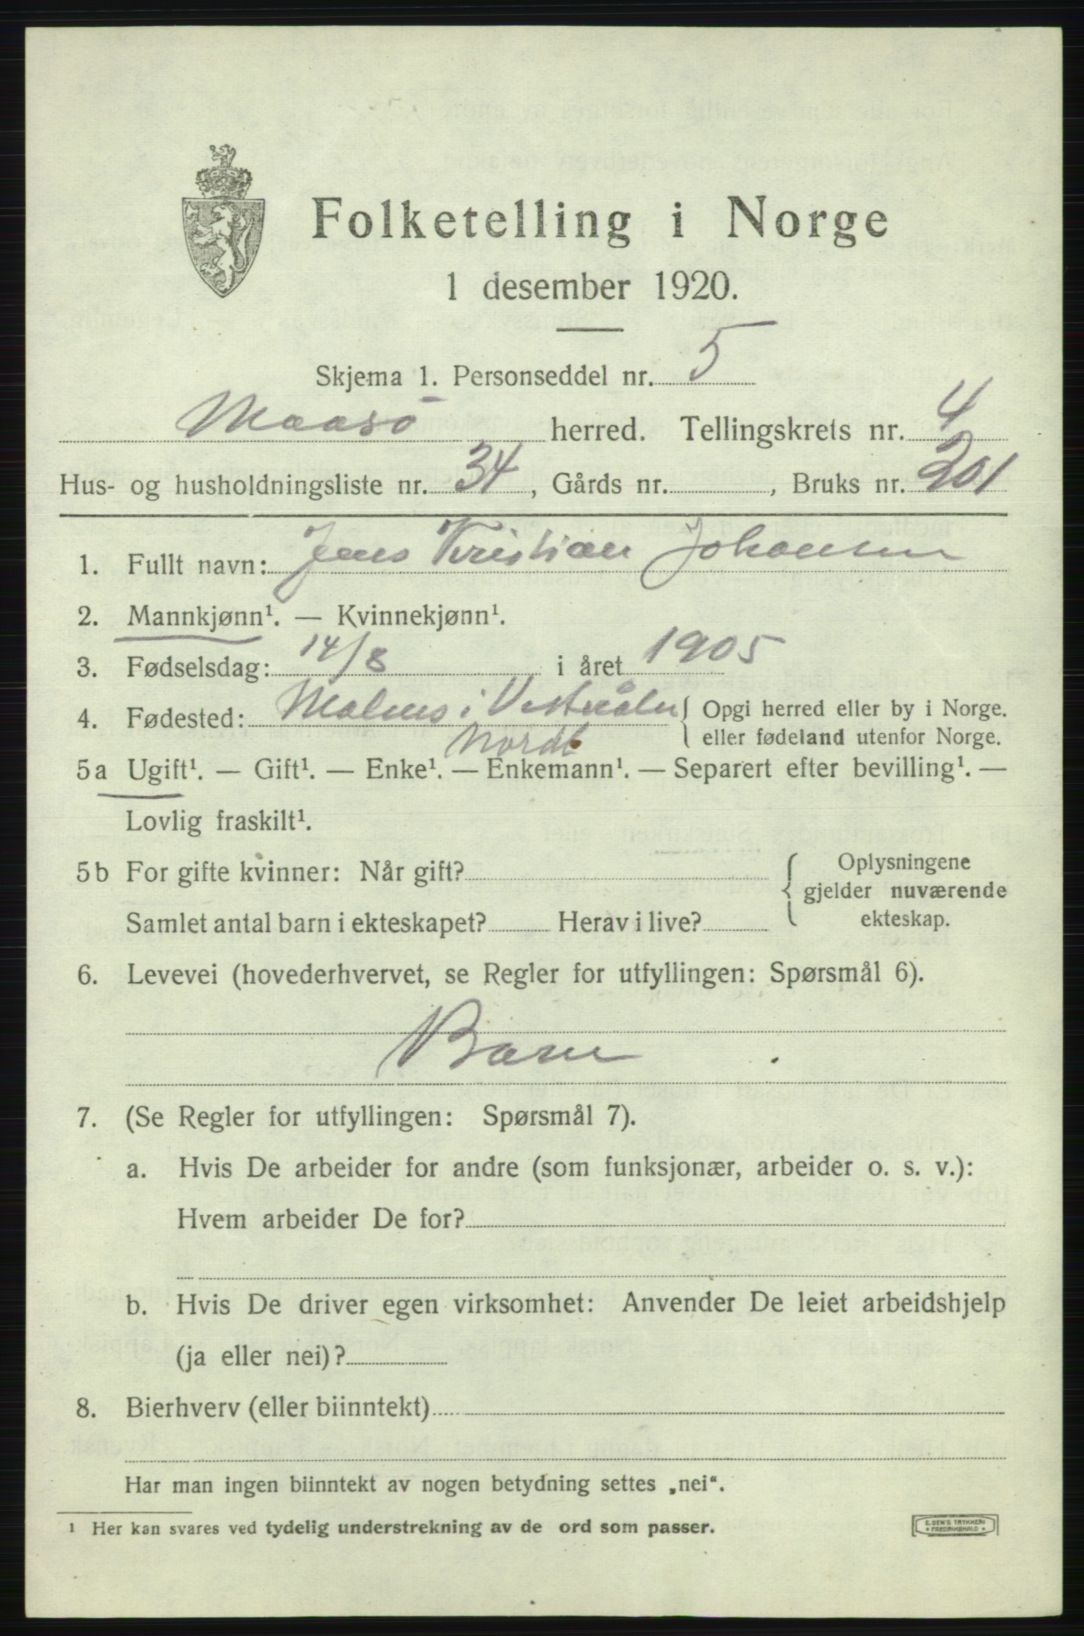 Folketelling i Norge
1 desember 1920.
Skjema 1. Personseddel nr. 5
Maasö herred. Tellingskrets nr. 4
Hus- og husholdningsliste nr. 34, Gårds nr. , Bruks nr. 201
1. Fullt navn: Jens Kristian Johansen
2. Mannkjønn¹. — Kvinnekjønn¹.
3. Fødselsdag: 14/8 i året 1905
4. Fødested: Malnes i Vesterålen Opgi herred eller by i Norge.
Nordl eller fødeland utenfor Norge.
5a Ugift¹. — Gift¹. — Enke¹. — Enkemann¹. — Separert efter bevilling¹. —
Lovlig fraskilt¹.
5b For gifte kvinner: Når gift? Oplysningene
gjelder nuværende
Samlet antal barn i ekteskapet? Herav i live? ekteskap.
6. Levevei (hovederhvervet, se Regler for utfyllingen: Spørsmål 6).
Barn
7. (Se Regler for utfyllingen: Spørsmål 7).
a. Hvis De arbeider for andre (som funksjonær, arbeider o. s. v.):
Hvem arbeider De for?
b. Hvis De driver egen virksomhet: Anvender De leiet arbeidshjelp
(ja eller nei)?
8. Bierhverv (eller biinntekt)
Har man ingen biinntekt av nogen betydning settes „nei“.
¹ Her kan svares ved tydelig understrekning av de ord som passer.